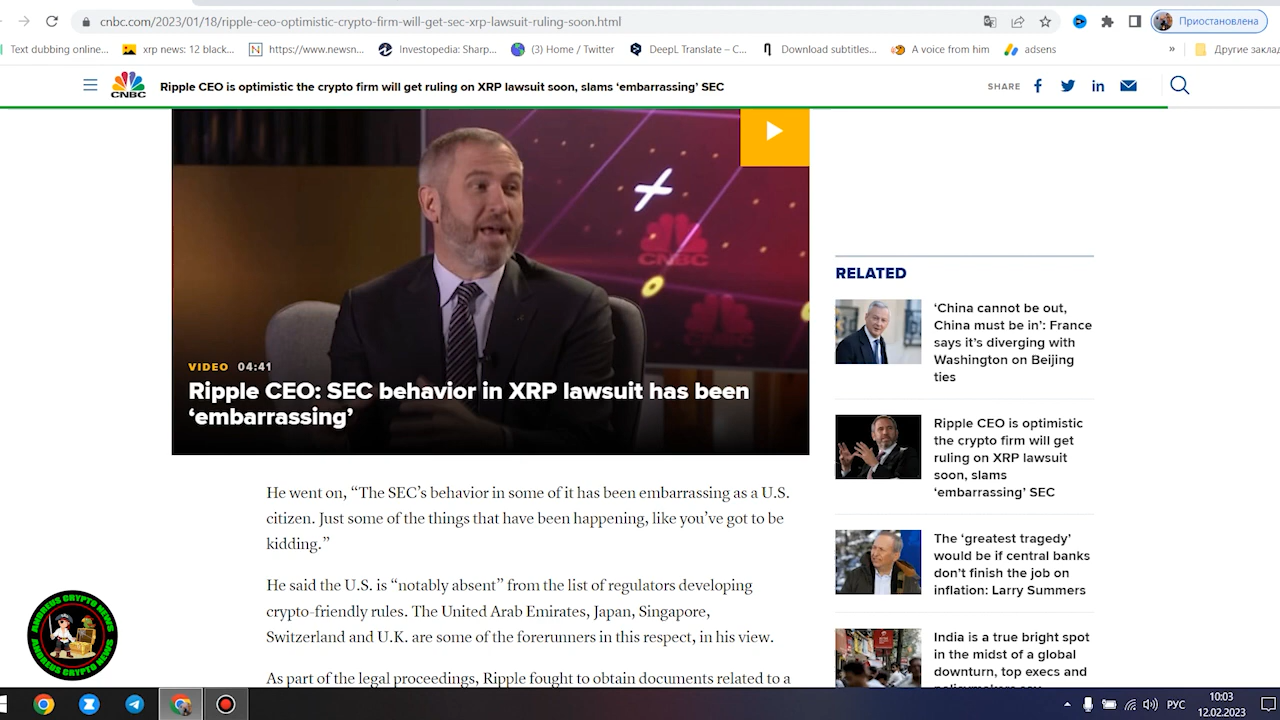 cnbc.com/2023/01/18/ripple-ceo-optimistic-crypto-firm-will-get-sec-xrp-lawsuit-ruling-soon.html
Приостановлена
Text dubbing online...
xrp news: 12 black...
https://www.newsn...
Investopedia: Sharp...
(3) Home / Twitter
DeepL Translate – C...
Download subtitles...
A voice from him
adsens
»
Другие закла
CNBC
Ripple CEO is optimistic the crypto firm will get ruling on XRP lawsuit soon, slams ‘embarrassing’ SEC
SHARE
CNBC
VIDEO 04:41
Ripple CEO: SEC behavior in XRP lawsuit has been
‘embarrassing’
He went on, “The SEC’s behavior in some of it has been embarrassing as a U.S.
citizen. Just some of the things that have been happening, like you’ve got to be
kidding.”
He said the U.S. is “notably absent” from the list of regulators developing
crypto-friendly rules. The United Arab Emirates, Japan, Singapore,
Switzerland and U.K. are some of the forerunners in this respect, in his view.
As part of the legal proceedings, Ripple fought to obtain documents related to a
RELATED
‘China cannot be out,
China must be in’: France
says it’s diverging with
Washington on Beijing
ties
Ripple CEO is optimistic
the crypto firm will get
ruling on XRP lawsuit
soon, slams
‘embarrassing’ SEC
The ‘greatest tragedy’
would be if central banks
don’t finish the job on
inflation: Larry Summers
India is a true bright spot
in the midst of a global
downturn, top execs and
policymakers say
ANDREUS CRYPTO NEWS
ANDREUS CRYPTO NEWS
РУС
10:03
12.02.2023